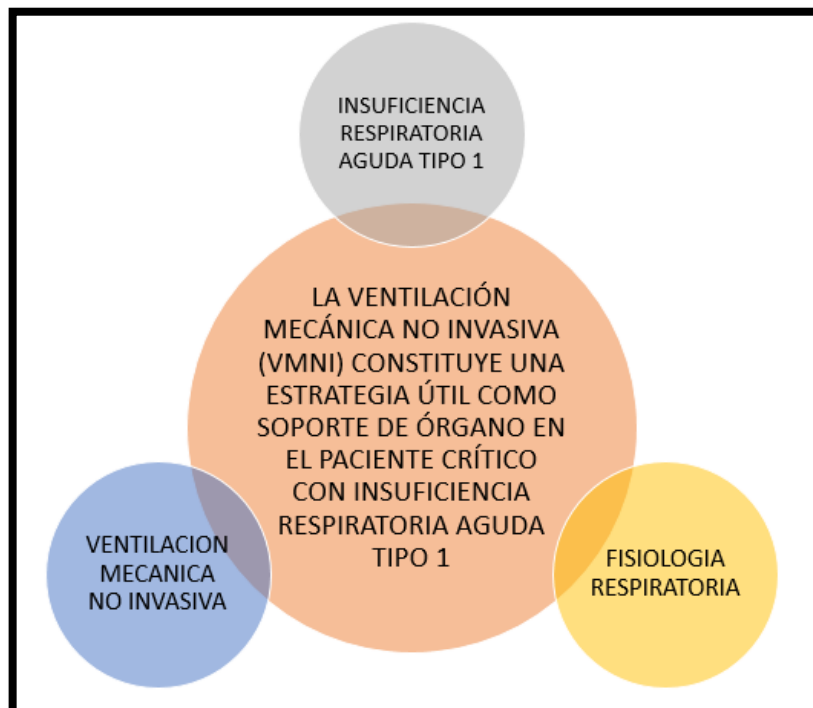 INSUFICIENCIA
RESPIRATORIA
AGUDA TIPO 1
LA VENTILACIÓN
MECÁNICA NO INVASIVA
(VMNI) CONSTITUYE UNA
ESTRATEGIA ÚTIL COMO
SOPORTE DE ÓRGANO EN
EL PACIENTE CRÍTICO
CON INSUFICIENCIA
RESPIRATORIA AGUDA
TIPO 1
VENTILACION
MECANICA
NO INVASIVA
FISIOLOGIA
RESPIRATORIA